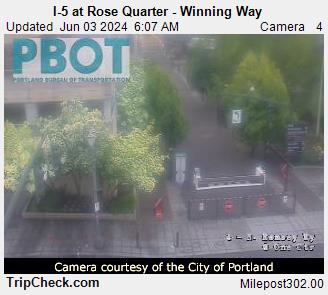 I-5 at Rose Quarter - Winning Way
Updated Jun 03 2024 6:07 AM Camera 4
PBOT
PORTLAND BUREAU OF TRANSPORTATION
Camera courtesy of the City of Portland
TripCheck.com Milepost302.00